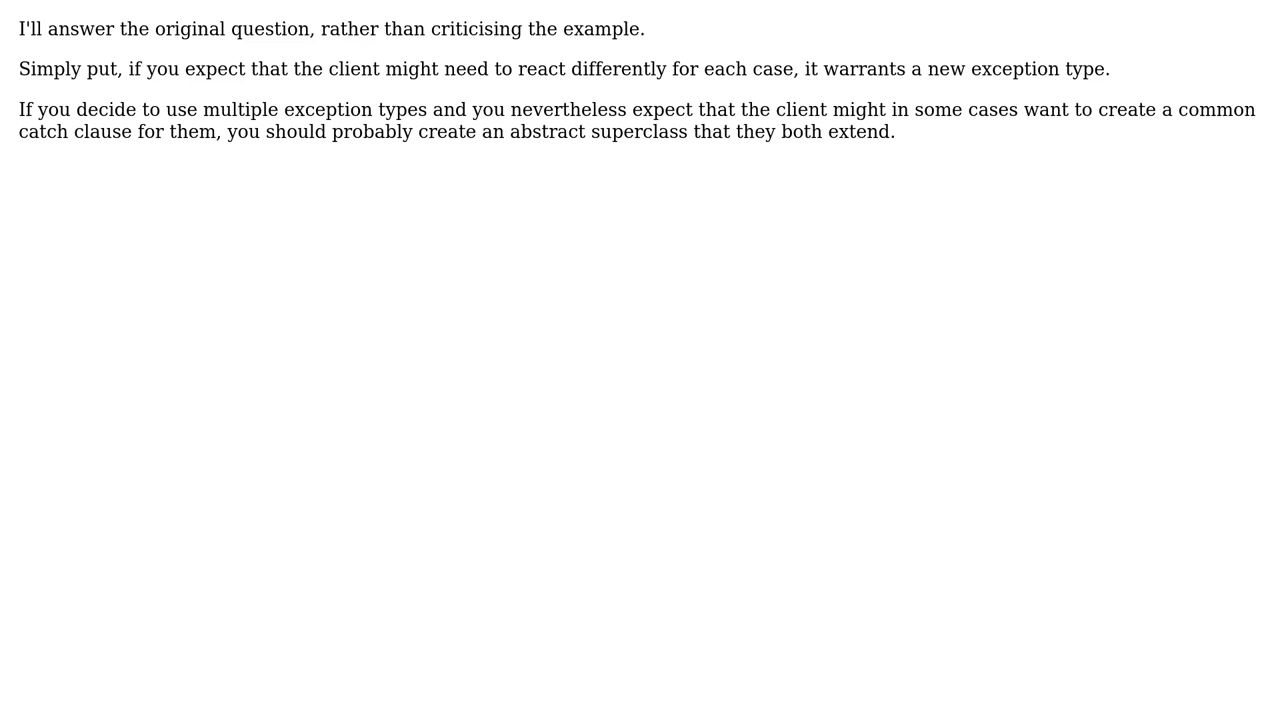 I'll answer the original question, rather than criticising the example.
Simply put, if you expect that the client might need to react differently for each case, it warrants a new exception type.
If you decide to use multiple exception types and you nevertheless expect that the client might in some cases want to create a common
catch clause for them, you should probably create an abstract superclass that they both extend.